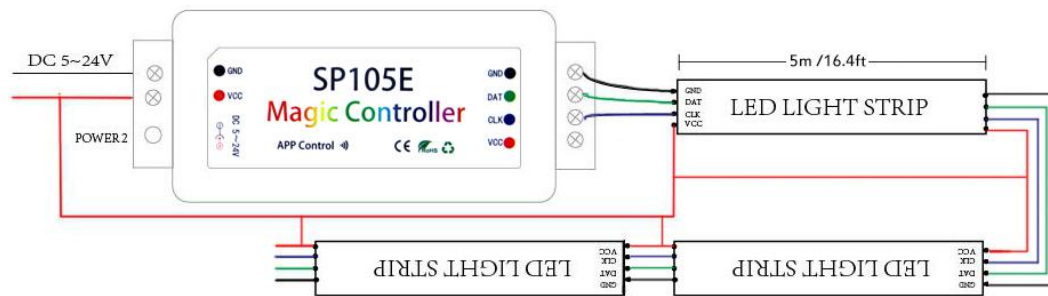 DC 5~24V
POWER 2
GND
VCC
DC 5~24V
SP105E
Magic Controller
APP Control
CE RoHS
GND
DAT
CLK
VCC
5m /16.4ft
GND
DAT
CLK
VCC
LED LIGHT STRIP
VCC
CLK
DAT
GND
LED LIGHT STRIP
VCC
CLK
DAT
GND
LED LIGHT STRIP